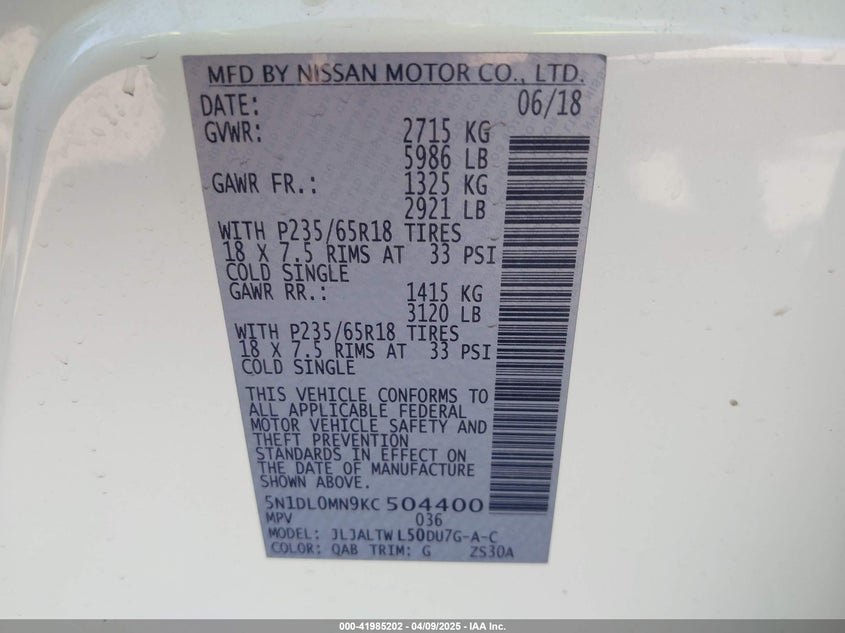 MFD BY NISSAN MOTOR CO., LTD.
DATE: 06/18
GVWR: 2715 KG
5986 LB
GAWR FR.: 1325 KG
2921 LB
WITH P235/65R18 TIRES
18 X 7.5 RIMS AT 33 PSI
COLD SINGLE
GAWR RR.: 1415 KG
3120 LB
WITH P235/65R18 TIRES
18 X 7.5 RIMS AT 33 PSI
COLD SINGLE
THIS VEHICLE CONFORMS TO
ALL APPLICABLE FEDERAL
MOTOR VEHICLE SAFETY AND
THEFT PREVENTION
STANDARDS IN EFFECT ON
THE DATE OF MANUFACTURE
SHOWN ABOVE.
5N1DL0MN9KC 504400
MPV 036
MODEL: JLJALTW L50DU7G-A-C
COLOR: QAB TRIM: G ZS30A
000-41985202 - 04/09/2025 - IAA Inc.